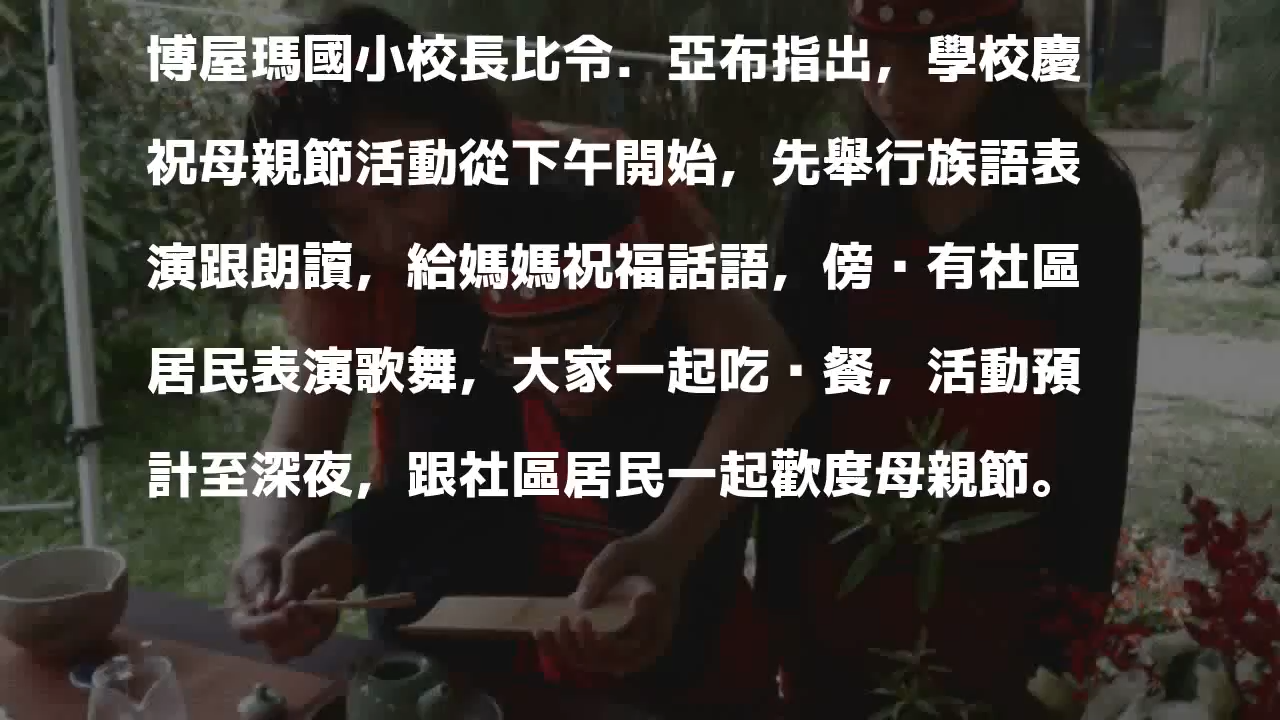 博屋瑪國小校長比令．亞布指出，學校慶
祝母親節活動從下午開始，先舉行族語表
演跟朗讀，給媽媽祝福話語，傍▪有社區
居民表演歌舞，大家一起吃▪餐，活動預
計至深夜，跟社區居民一起歡度母親節。